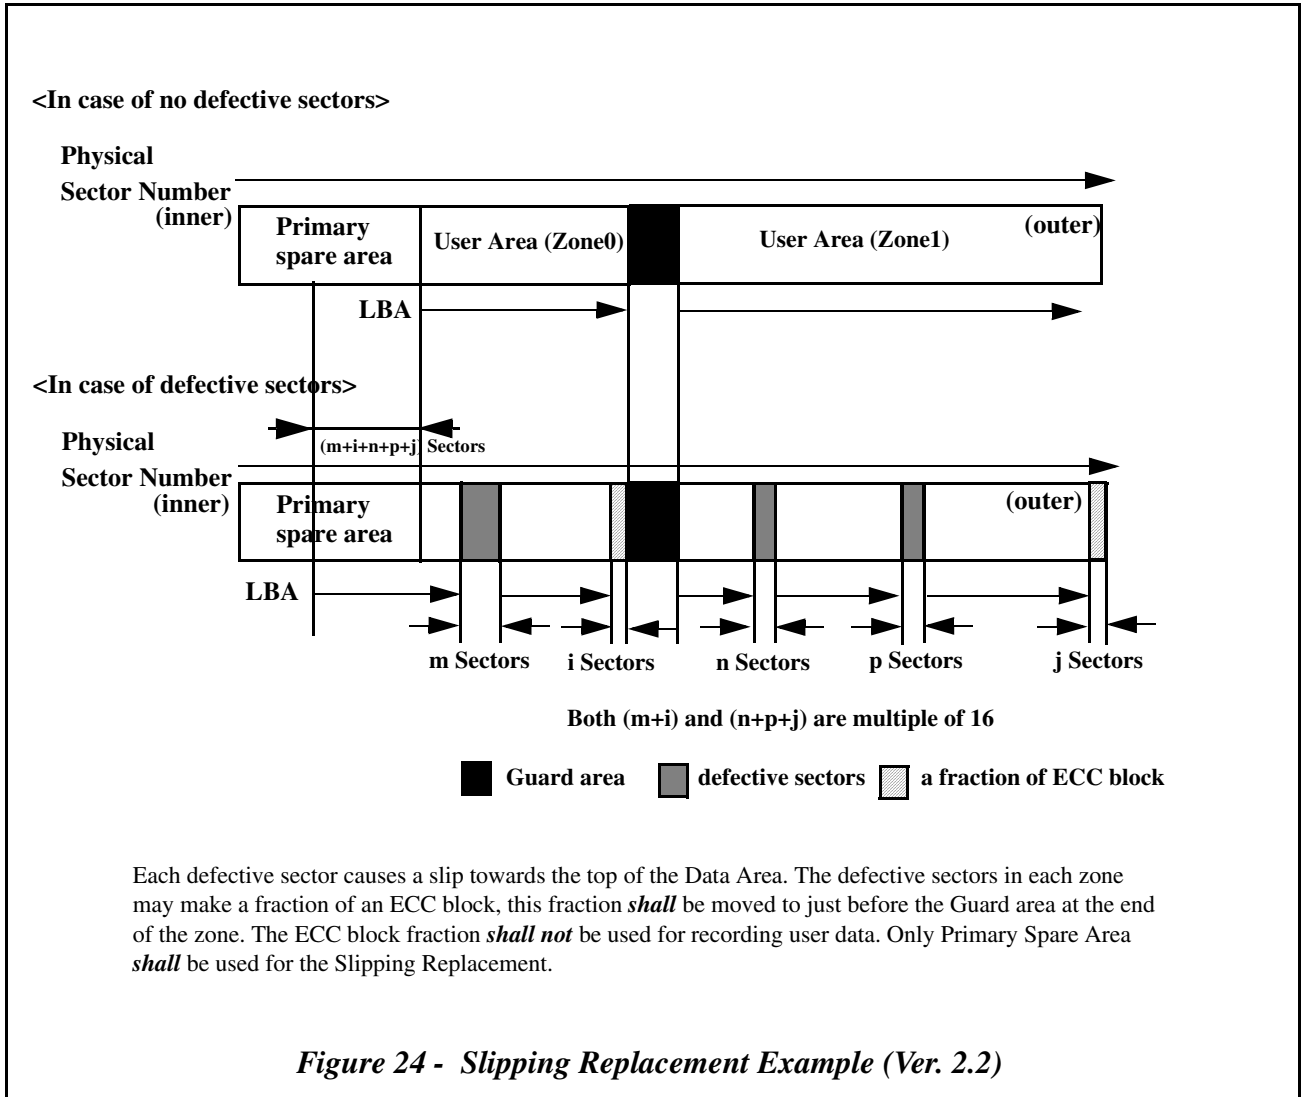 <In case of no defective sectors>
Physical
Sector Number
(inner)
Primary
spare area
User Area (Zone0)
User Area (Zone1)
(outer)
LBA
<In case of defective sectors>
Physical
(m+i+n+p+j) Sectors
Sector Number
(inner)
Primary
spare area
(outer)
LBA
m Sectors
i Sectors
n Sectors
p Sectors
j Sectors
Both (m+i) and (n+p+j) are multiple of 16
Guard area
defective sectors
a fraction of ECC block
Each defective sector causes a slip towards the top of the Data Area. The defective sectors in each zone
may make a fraction of an ECC block, this fraction shall be moved to just before the Guard area at the end
of the zone. The ECC block fraction shall not be used for recording user data. Only Primary Spare Area
shall be used for the Slipping Replacement.
Figure 24 - Slipping Replacement Example (Ver. 2.2)